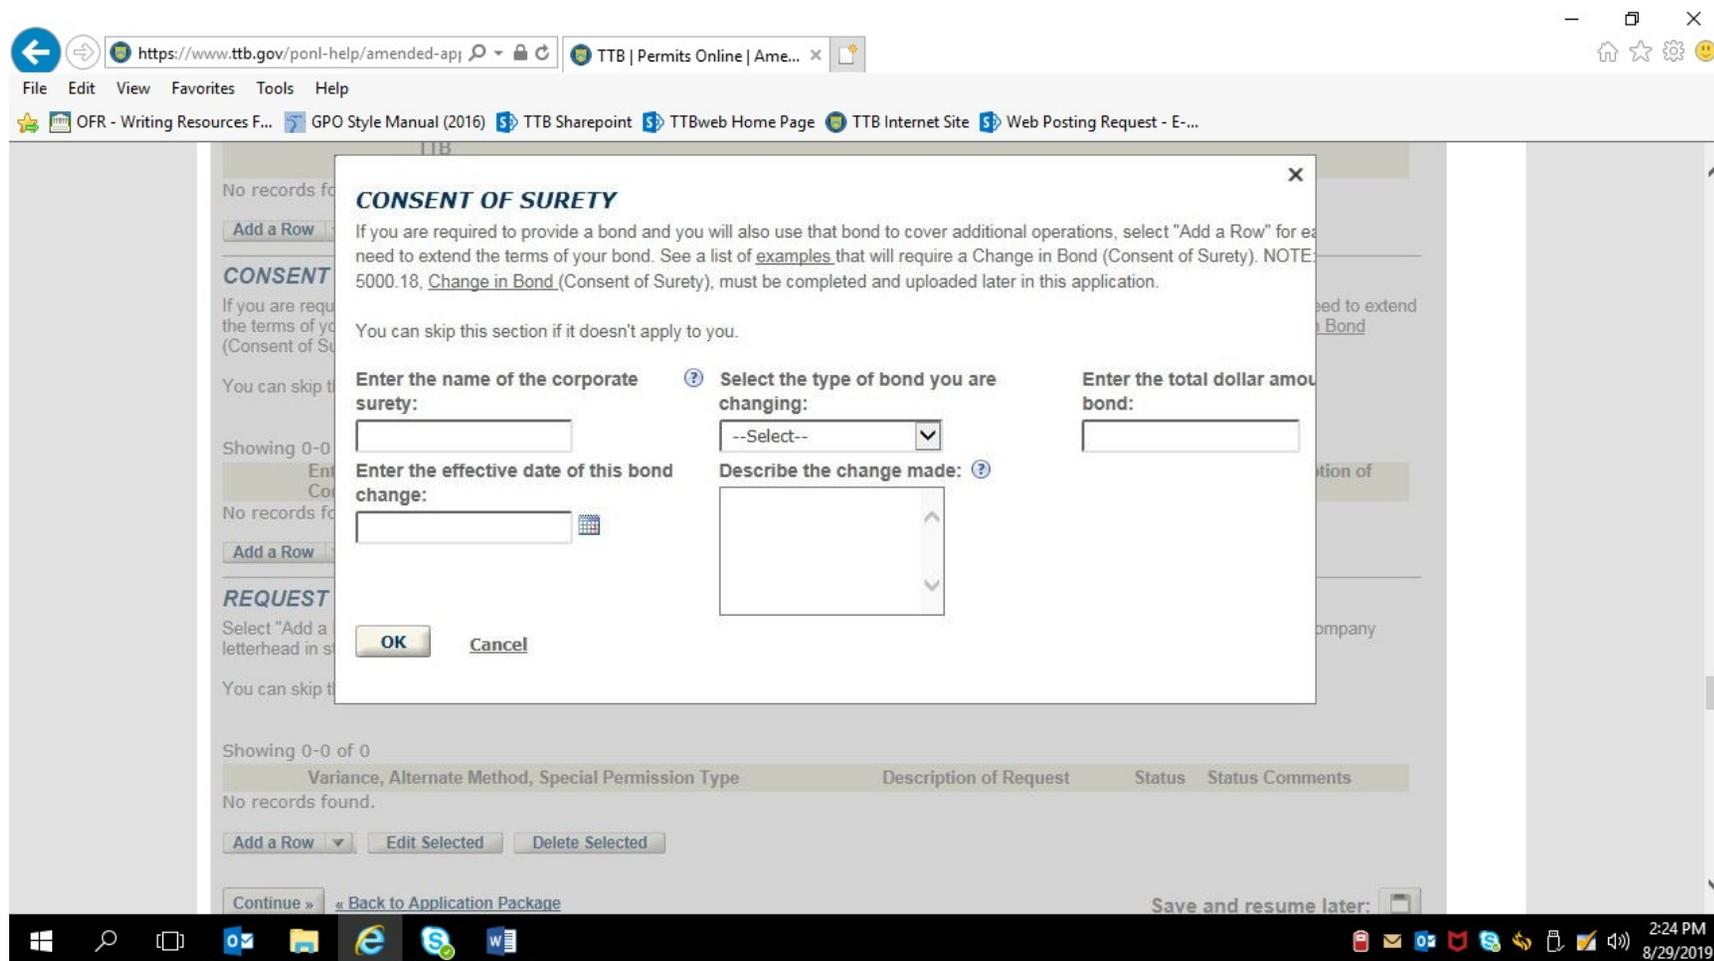 https://www.ttb.gov/ponl-help/amended-ap
TTB | Permits Online | Ame...
File Edit View Favorites Tools Help
OFR - Writing Resources F... GPO Style Manual (2016) TTB Sharepoint TTBweb Home Page TTB Internet Site Web Posting Request - E-...
TTB
No records fo
Add a Row
CONSENT
If you are requ
the terms of yo
(Consent of Su
eed to extend
Bond
You can skip t
Showing 0-0
Ent
Cor
tion of
No records fo
Add a Row
REQUEST
Select "Add a
letterhead in st
ompany
You can skip t
CONSENT OF SURETY
If you are required to provide a bond and you will also use that bond to cover additional operations, select "Add a Row" for ea
need to extend the terms of your bond. See a list of examples that will require a Change in Bond (Consent of Surety). NOTE:
5000.18, Change in Bond (Consent of Surety), must be completed and uploaded later in this application.
You can skip this section if it doesn't apply to you.
Enter the name of the corporate
surety:
Select the type of bond you are
changing:
--Select--
Enter the total dollar amou
bond:
Enter the effective date of this bond
change:
Describe the change made:
OK Cancel
Showing 0-0 of 0
Variance, Alternate Method, Special Permission Type Description of Request Status Status Comments
No records found.
Add a Row Edit Selected Delete Selected
Continue » « Back to Application Package Save and resume later:
2:24 PM
8/29/2019